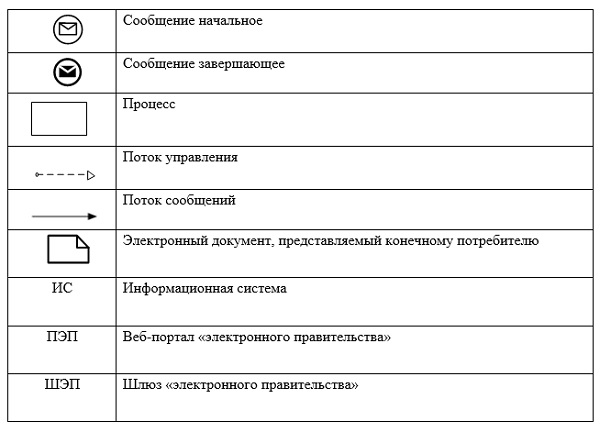 Сообщение начальное
Сообщение завершающее
Процесс
Поток управления
Поток сообщений
Электронный документ, представляемый конечному потребителю
ИС Информационная система
ПЭП Веб-портал «электронного правительства»
ШЭП Шлюз «электронного правительства»